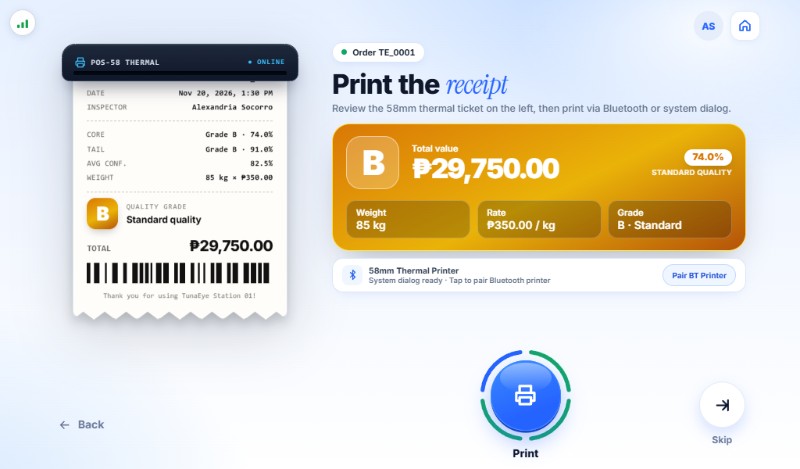 AS
POS-58 THERMAL
ONLINE
DATE Nov 20, 2026, 1:30 PM
INSPECTOR Alexandria Socorro
CORE Grade B · 74.0%
TAIL Grade B · 91.0%
AVG CONF. 82.5%
WEIGHT 85 kg × ₱350.00
B
QUALITY GRADE
Standard quality
TOTAL ₱29,750.00
Thank you for using TunaEye Station 01!
Order TE_0001
Print the receipt
Review the 58mm thermal ticket on the left, then print via Bluetooth or system dialog.
B
Total value
₱29,750.00
74.0%
STANDARD QUALITY
Weight
85 kg
Rate
₱350.00 / kg
Grade
B · Standard
58mm Thermal Printer
System dialog ready · Tap to pair Bluetooth printer
Pair BT Printer
← Back
Print
Skip